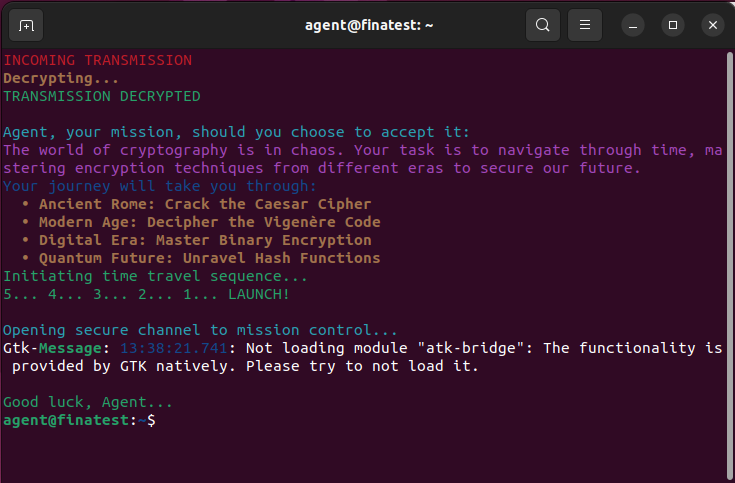 agent@finatest: ~
INCOMING TRANSMISSION
Decrypting...
TRANSMISSION DECRYPTED
Agent, your mission, should you choose to accept it:
The world of cryptography is in chaos. Your task is to navigate through time, ma
stering encryption techniques from different eras to secure our future.
Your journey will take you through:
• Ancient Rome: Crack the Caesar Cipher
• Modern Age: Decipher the Vigenère Code
• Digital Era: Master Binary Encryption
• Quantum Future: Unravel Hash Functions
Initiating time travel sequence...
5... 4... 3... 2... 1... LAUNCH!
Opening secure channel to mission control...
Gtk-Message: 13:38:21.741: Not loading module "atk-bridge": The functionality is
provided by GTK natively. Please try to not load it.
Good luck, Agent...
agent@finatest:~$